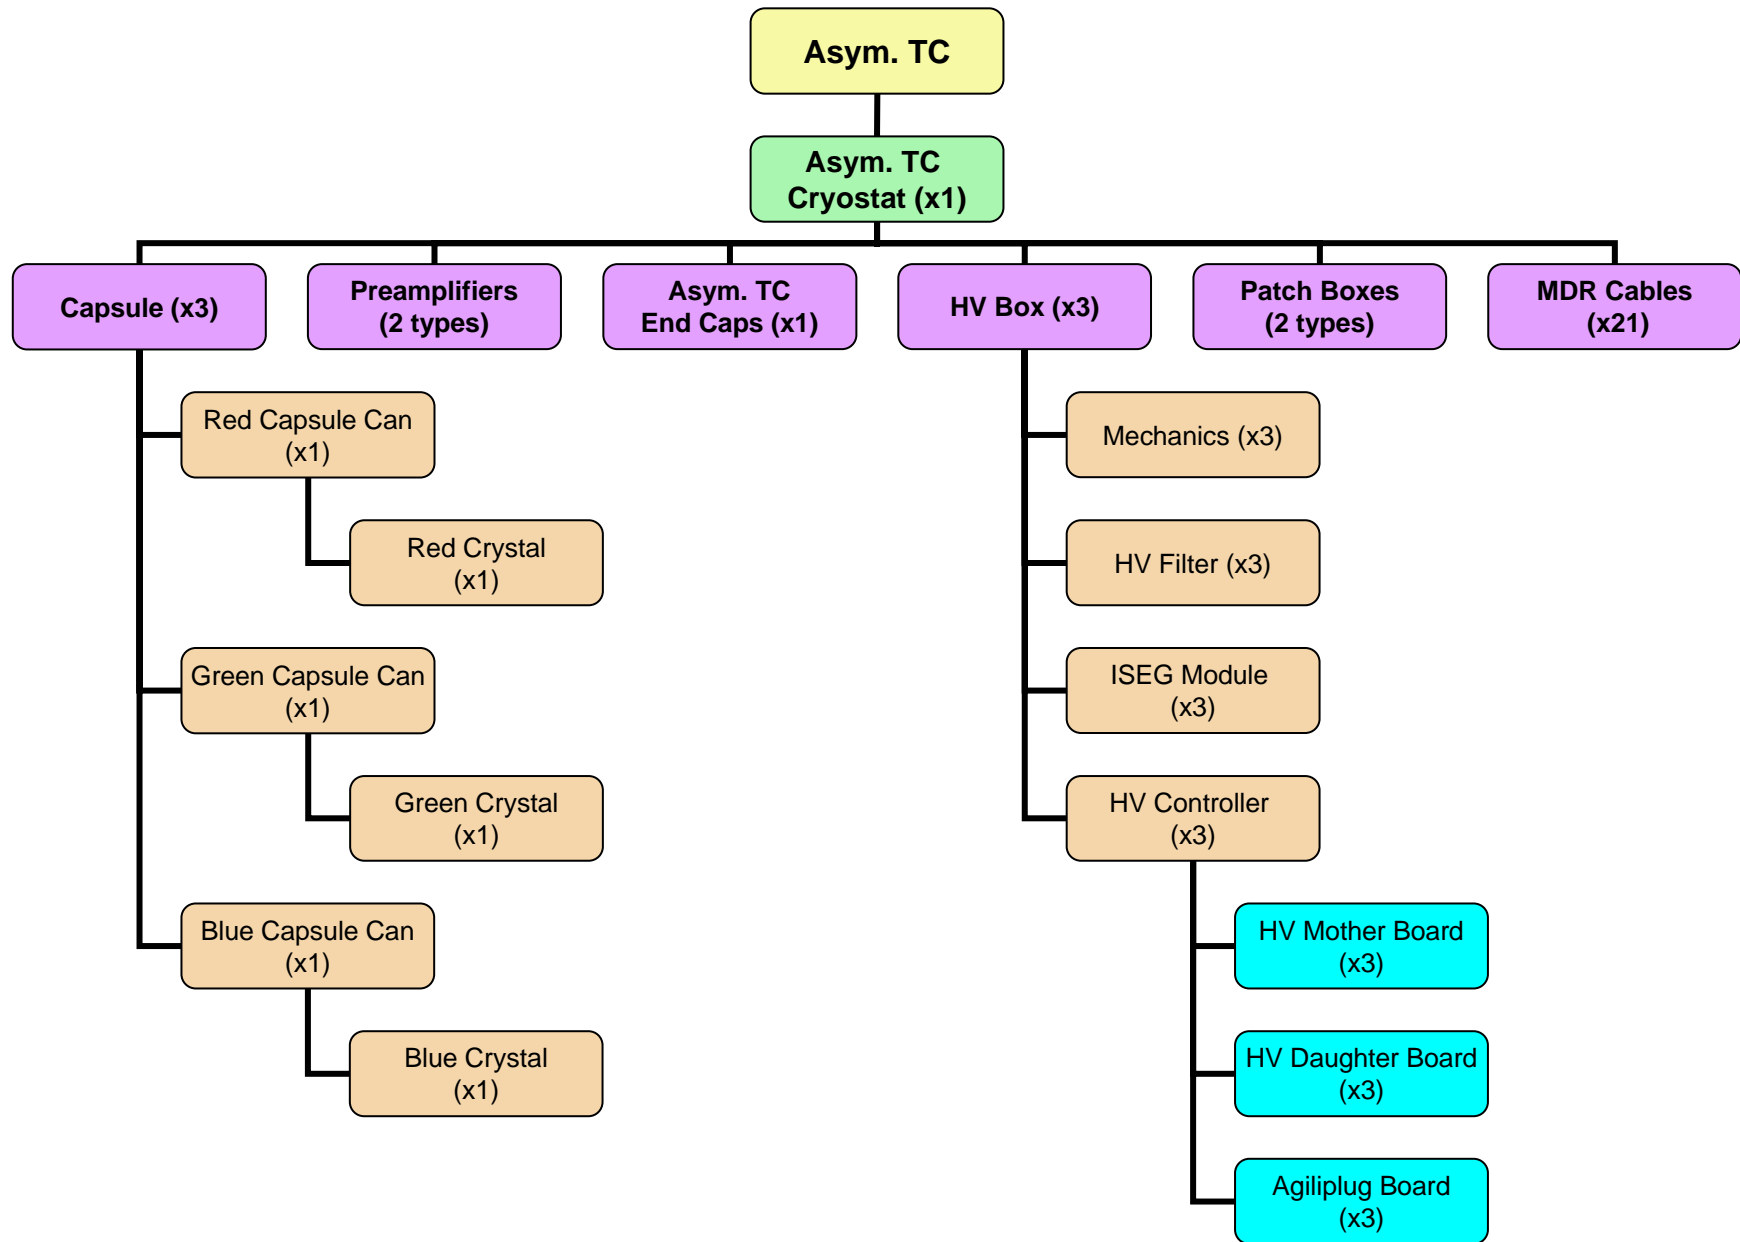 Asym. TC
Asym. TC
Cryostat (x1)
Capsule (x3)
Preamplifiers
(2 types)
Asym. TC
End Caps (x1)
HV Box (x3)
Patch Boxes
(2 types)
MDR Cables
(x21)
Red Capsule Can
(x1)
Red Crystal
(x1)
Green Capsule Can
(x1)
Green Crystal
(x1)
Blue Capsule Can
(x1)
Blue Crystal
(x1)
Mechanics (x3)
HV Filter (x3)
ISEG Module
(x3)
HV Controller
(x3)
HV Mother Board
(x3)
HV Daughter Board
(x3)
Agiliplug Board
(x3)